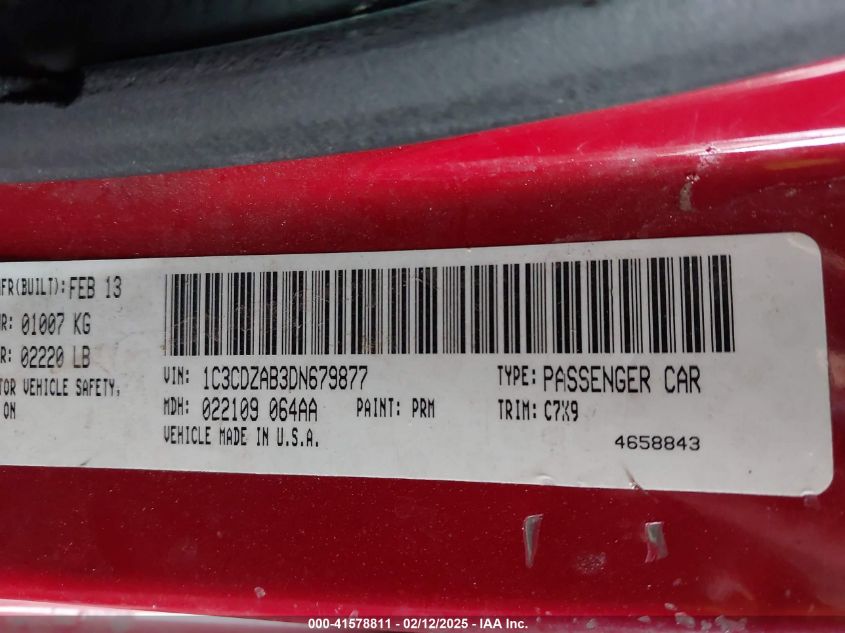 FR(BUILT): FEB 13
R: 01007 KG
R: 02220 LB
TOR VEHICLE SAFETY,
ON
VIN: 1C3CDZAB3DN679877
TYPE: PASSENGER CAR
MDH: 022109 064AA
PAINT: PRM
TRIM: C7X9
VEHICLE MADE IN U.S.A.
4658843
000-41578811 - 02/12/2025 - IAA Inc.